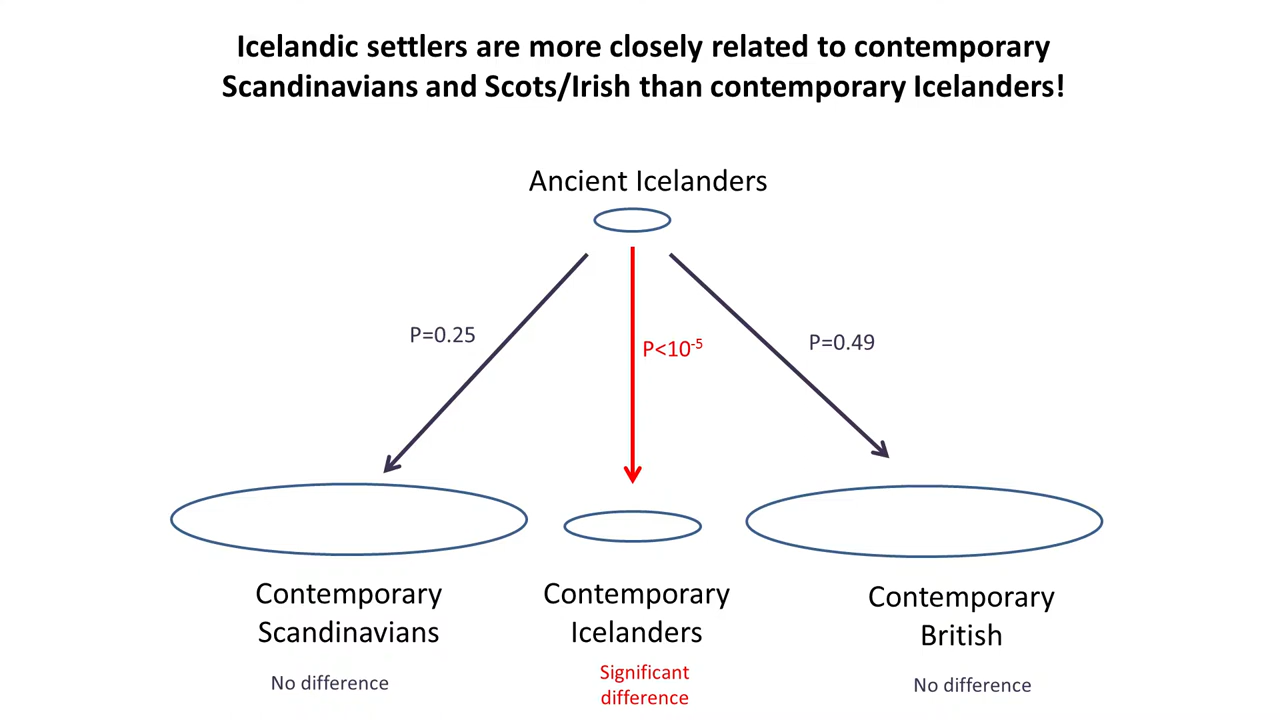 Icelandic settlers are more closely related to contemporary
Scandinavians and Scots/Irish than contemporary Icelanders!
Ancient Icelanders
P=0.25
P<10⁻⁵
P=0.49
Contemporary
Scandinavians
No difference
Contemporary
Icelanders
Significant
difference
Contemporary
British
No difference